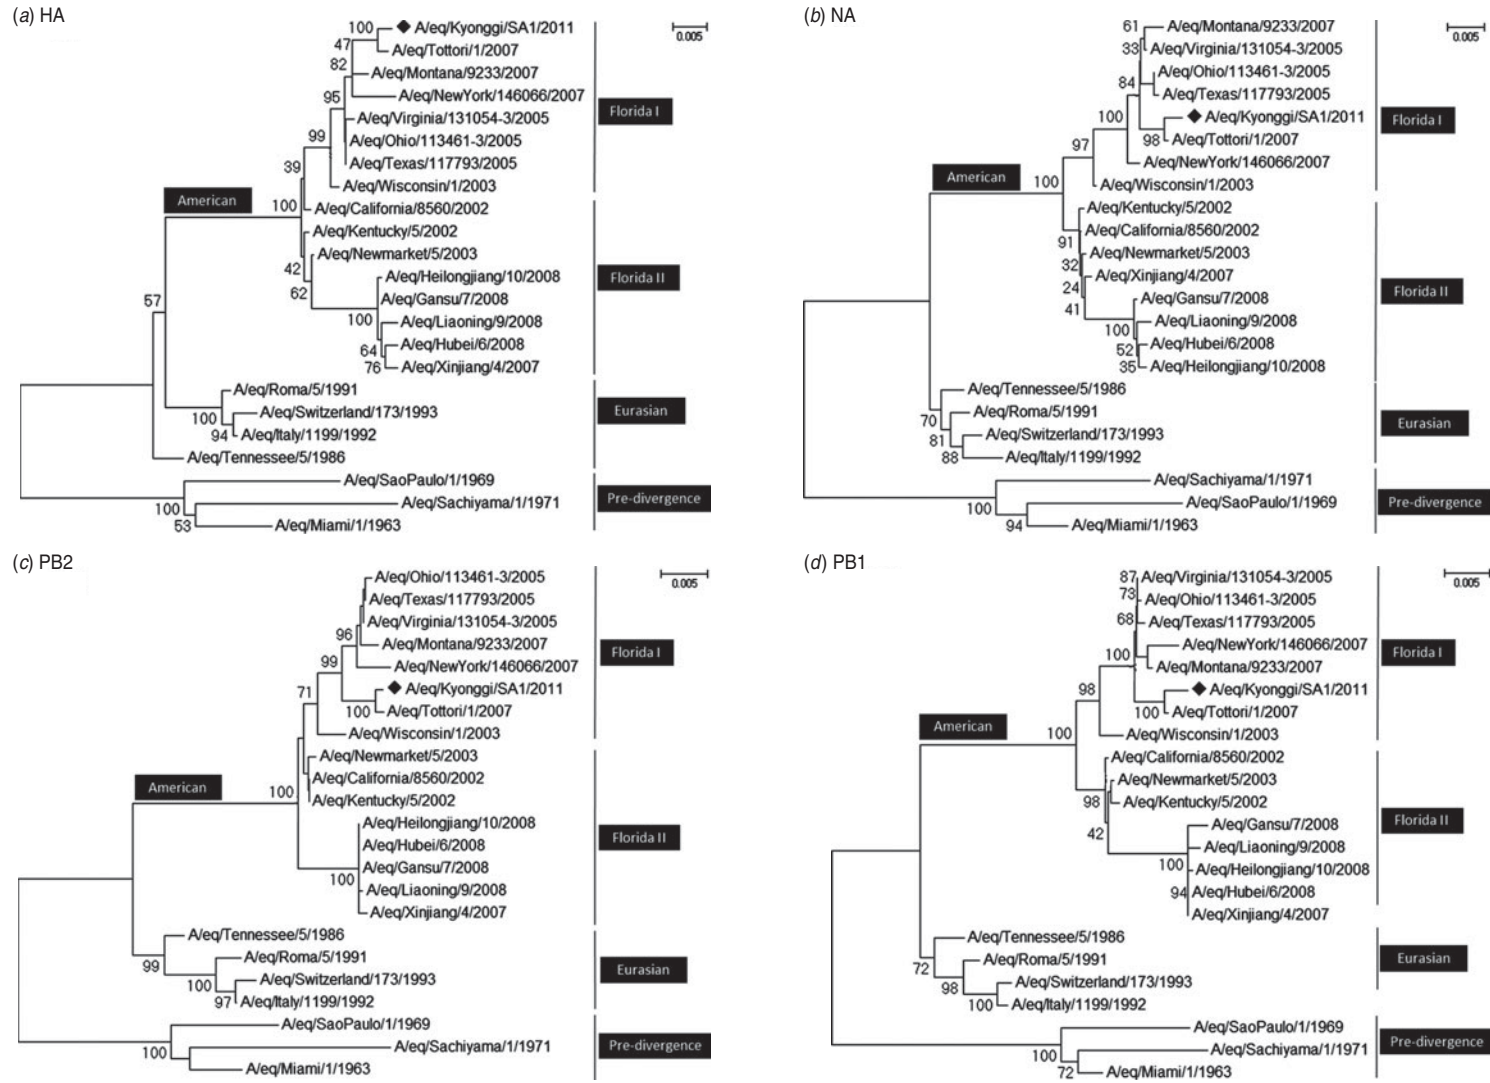 (a) HA
0.005
100
A/eq/Kyonggi/SA1/2011
47
A/eq/Tottori/1/2007
82
A/eq/Montana/9233/2007
95
A/eq/NewYork/146066/2007
Florida I
99
A/eq/Virginia/131054-3/2005
A/eq/Ohio/113461-3/2005
39
A/eq/Texas/117793/2005
A/eq/Wisconsin/1/2003
American
100
A/eq/California/8560/2002
A/eq/Kentucky/5/2002
A/eq/Newmarket/5/2003
42
A/eq/Heilongjiang/10/2008
Florida II
62
A/eq/Gansu/7/2008
100
A/eq/Liaoning/9/2008
64
A/eq/Hubei/6/2008
76
A/eq/Xinjiang/4/2007
57
A/eq/Roma/5/1991
100
A/eq/Switzerland/173/1993
Eurasian
94
A/eq/Italy/1199/1992
A/eq/Tennessee/5/1986
A/eq/SaoPaulo/1/1969
100
A/eq/Sachiyama/1/1971
Pre-divergence
53
A/eq/Miami/1/1963
(b) NA
0.005
61
A/eq/Montana/9233/2007
33
A/eq/Virginia/131054-3/2005
84
A/eq/Ohio/113461-3/2005
A/eq/Texas/117793/2005
100
A/eq/Kyonggi/SA1/2011
Florida I
98
A/eq/Tottori/1/2007
97
A/eq/NewYork/146066/2007
American
100
A/eq/Wisconsin/1/2003
A/eq/Kentucky/5/2002
A/eq/California/8560/2002
91
A/eq/Newmarket/5/2003
32
A/eq/Xinjiang/4/2007
24
A/eq/Gansu/7/2008
Florida II
41
A/eq/Liaoning/9/2008
100
A/eq/Hubei/6/2008
52
35
A/eq/Heilongjiang/10/2008
A/eq/Tennessee/5/1986
70
A/eq/Roma/5/1991
Eurasian
81
A/eq/Switzerland/173/1993
88
A/eq/Italy/1199/1992
A/eq/Sachiyama/1/1971
100
A/eq/SaoPaulo/1/1969
Pre-divergence
94
A/eq/Miami/1/1963
(c) PB2
0.005
A/eq/Ohio/113461-3/2005
A/eq/Texas/117793/2005
A/eq/Virginia/131054-3/2005
96
A/eq/Montana/9233/2007
Florida I
99
A/eq/NewYork/146066/2007
71
A/eq/Kyonggi/SA1/2011
100
A/eq/Tottori/1/2007
A/eq/Wisconsin/1/2003
A/eq/Newmarket/5/2003
A/eq/California/8560/2002
American
100
A/eq/Kentucky/5/2002
A/eq/Heilongjiang/10/2008
Florida II
A/eq/Hubei/6/2008
A/eq/Gansu/7/2008
100
A/eq/Liaoning/9/2008
A/eq/Xinjiang/4/2007
A/eq/Tennessee/5/1986
99
A/eq/Roma/5/1991
Eurasian
100
A/eq/Switzerland/173/1993
97
A/eq/Italy/1199/1992
A/eq/SaoPaulo/1/1969
100
A/eq/Sachiyama/1/1971
Pre-divergence
A/eq/Miami/1/1963
(d) PB1
0.005
87
A/eq/Virginia/131054-3/2005
73
A/eq/Ohio/113461-3/2005
68
A/eq/Texas/117793/2005
A/eq/NewYork/146066/2007
Florida I
100
A/eq/Montana/9233/2007
98
A/eq/Kyonggi/SA1/2011
100
A/eq/Tottori/1/2007
American
100
A/eq/Wisconsin/1/2003
A/eq/California/8560/2002
A/eq/Newmarket/5/2003
98
A/eq/Kentucky/5/2002
42
A/eq/Gansu/7/2008
Florida II
A/eq/Liaoning/9/2008
100
A/eq/Heilongjiang/10/2008
94
A/eq/Hubei/6/2008
A/eq/Xinjiang/4/2007
A/eq/Tennessee/5/1986
72
A/eq/Roma/5/1991
Eurasian
98
A/eq/Switzerland/173/1993
100
A/eq/Italy/1199/1992
A/eq/SaoPaulo/1/1969
100
A/eq/Sachiyama/1/1971
Pre-divergence
72
A/eq/Miami/1/1963